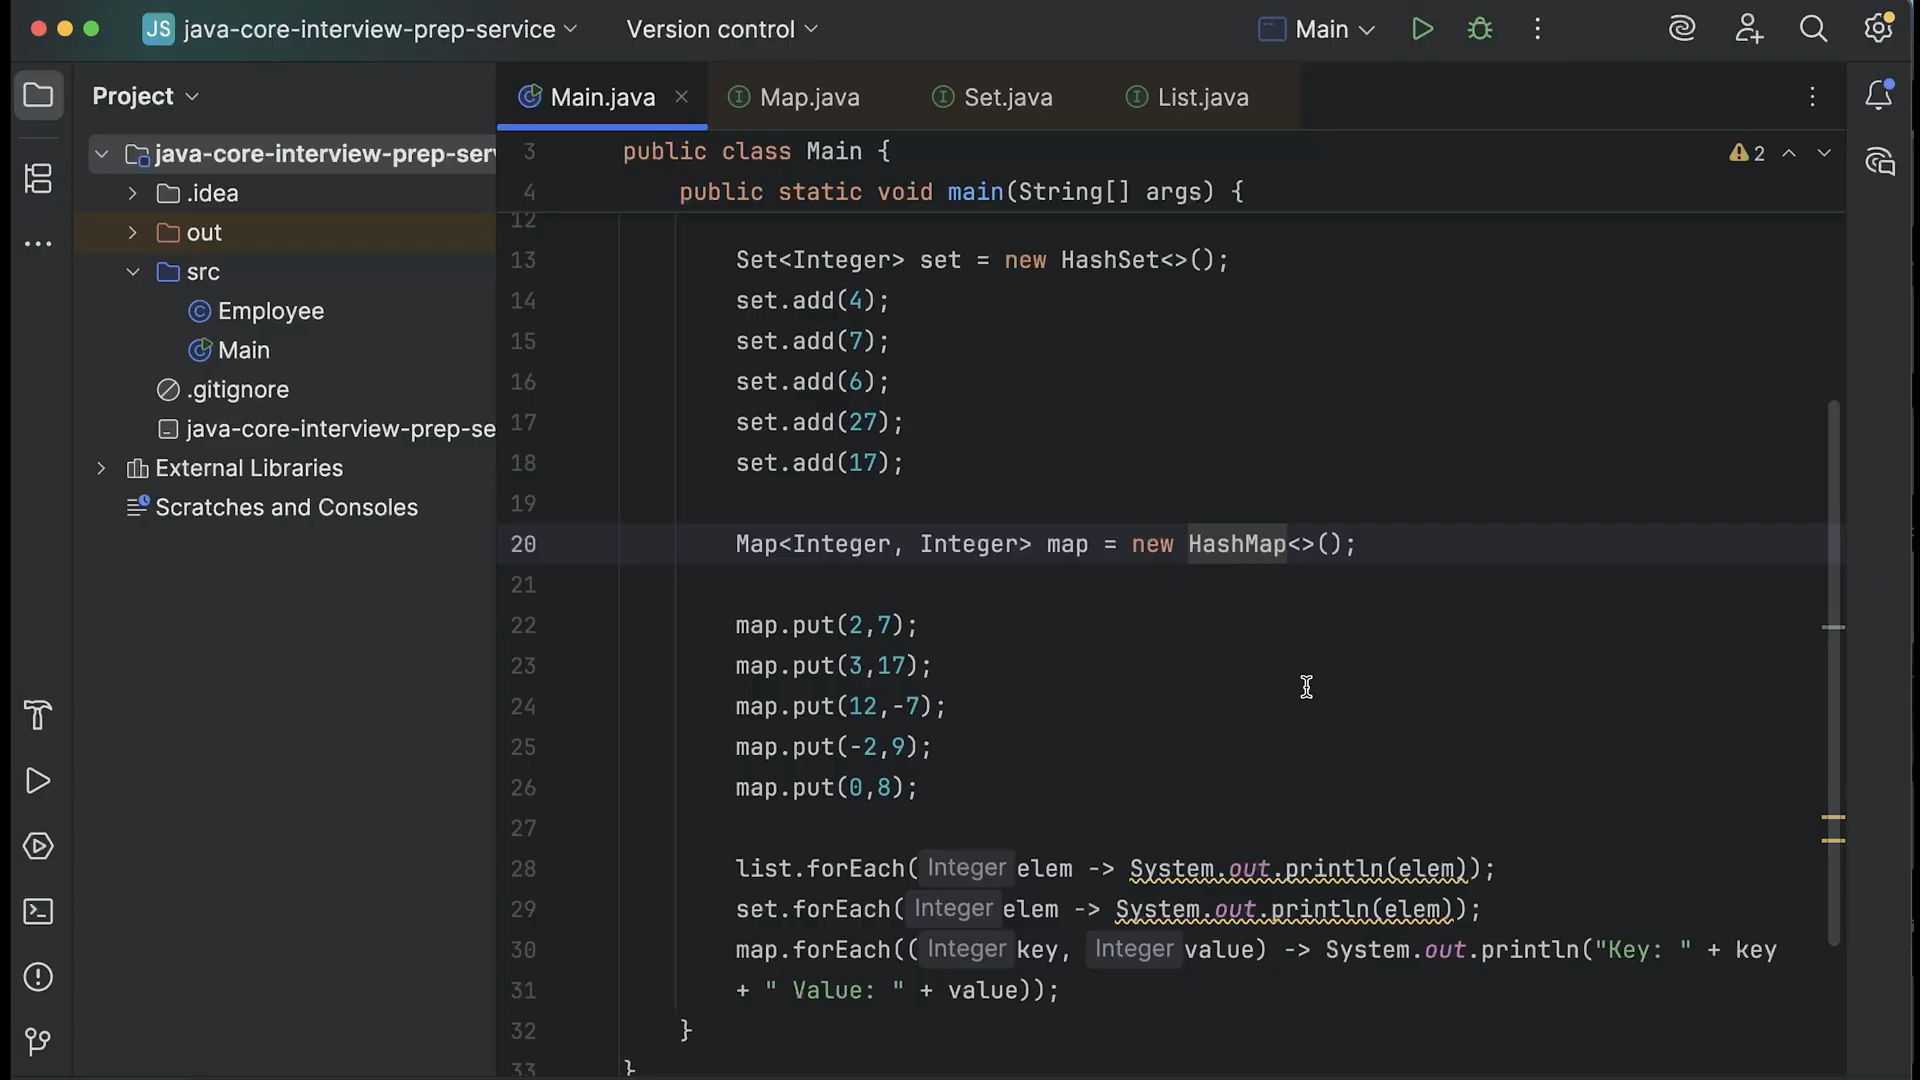 JS java-core-interview-prep-service Version control Main
Project
Main.java Map.java Set.java List.java
java-core-interview-prep-ser
.idea
out
src
Employee
Main
.gitignore
java-core-interview-prep-se
External Libraries
Scratches and Consoles
3 public class Main { 2
4 public static void main(String[] args) {
12
13 Set<Integer> set = new HashSet<>();
14 set.add(4);
15 set.add(7);
16 set.add(6);
17 set.add(27);
18 set.add(17);
19
20 Map<Integer, Integer> map = new HashMap<>();
21
22 map.put(2,7);
23 map.put(3,17);
24 map.put(12,-7);
25 map.put(-2,9);
26 map.put(0,8);
27
28 list.forEach( Integer elem -> System.out.println(elem));
29 set.forEach( Integer elem -> System.out.println(elem));
30 map.forEach(( Integer key, Integer value) -> System.out.println("Key: " + key
31 + " Value: " + value));
32 }
33 }